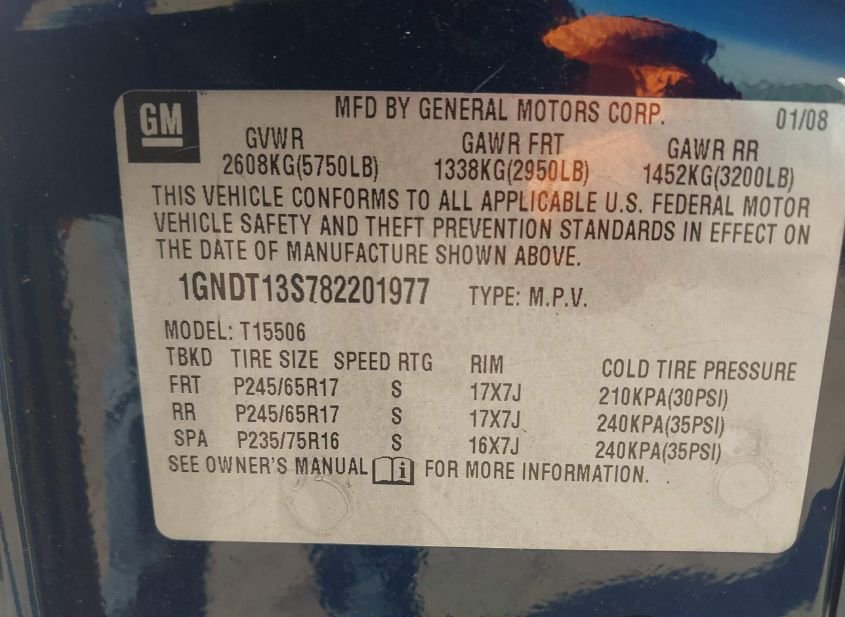 GM
MFD BY GENERAL MOTORS CORP. 01/08
GVWR GAWR FRT GAWR RR
2608KG(5750LB) 1338KG(2950LB) 1452KG(3200LB)
THIS VEHICLE CONFORMS TO ALL APPLICABLE U.S. FEDERAL MOTOR
VEHICLE SAFETY AND THEFT PREVENTION STANDARDS IN EFFECT ON
THE DATE OF MANUFACTURE SHOWN ABOVE.
1GNDT13S782201977 TYPE: M.P.V.
MODEL: T15506
TBKD TIRE SIZE SPEED RTG RIM COLD TIRE PRESSURE
FRT P245/65R17 S 17X7J 210KPA(30PSI)
RR P245/65R17 S 17X7J 240KPA(35PSI)
SPA P235/75R16 S 16X7J 240KPA(35PSI)
SEE OWNER'S MANUAL i FOR MORE INFORMATION.